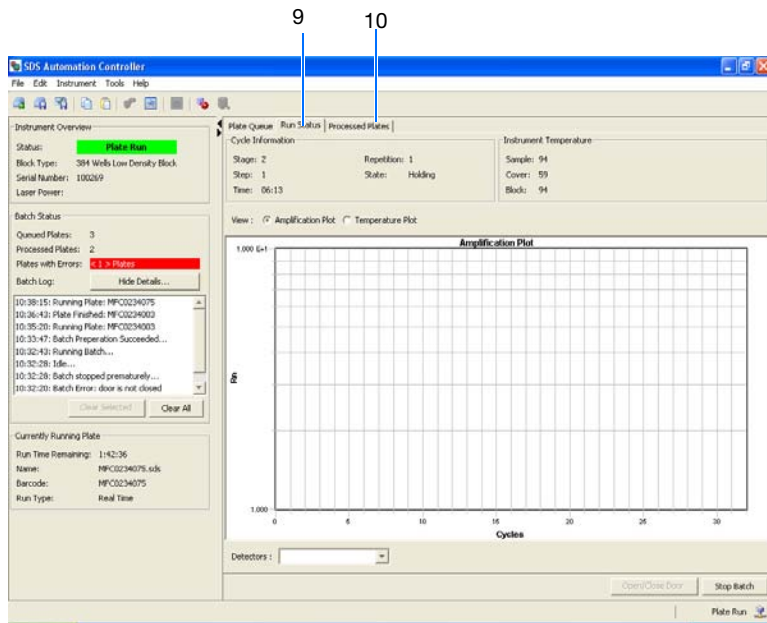 9 10
SDS Automation Controller
File Edit Instrument Tools Help
Instrument Overview
Status: Plate Run
Block Type: 384 Wells Low Density Block
Serial Number: 100269
Laser Power:
Batch Status
Queued Plates: 3
Processed Plates: 2
Plates with Errors: < 1 > Plates
Batch Log: Hide Details...
10:38:15: Running Plate: MFC0234075
10:36:43: Plate Finished: MFC0234003
10:35:20: Running Plate: MFC0234003
10:33:47: Batch Preperation Succeeded...
10:32:43: Running Batch...
10:32:28: Idle...
10:32:28: Batch stopped prematurely...
10:32:20: Batch Error: door is not closed
Clear Selected Clear All
Currently Running Plate
Run Time Remaining: 1:42:36
Name: MFC0234075.sds
Barcode: MFC0234075
Run Type: Real Time
Plate Queue Run Status Processed Plates
Cycle Information
Stage: 2 Repetition: 1
Step: 1 State: Holding
Time: 06:13
Instrument Temperature
Sample: 94
Cover: 59
Block: 94
View : Amplification Plot Temperature Plot
Amplification Plot
1.000 E+1
Rn
1.000
0 5 10 15 20 25 30
Cycles
Detectors :
Open/Close Door Stop Batch
Plate Run